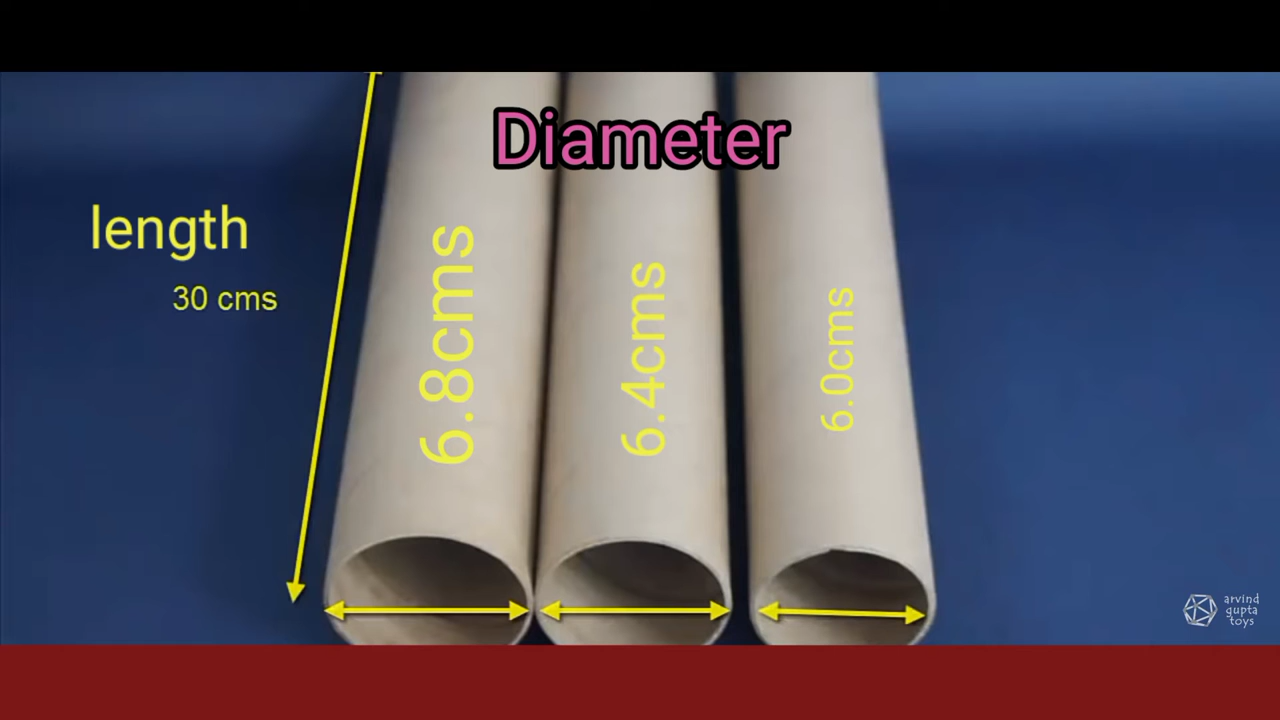 Diameter
length
30 cms
6.8cms
6.4cms
6.0cms
arvind
gupta
toys